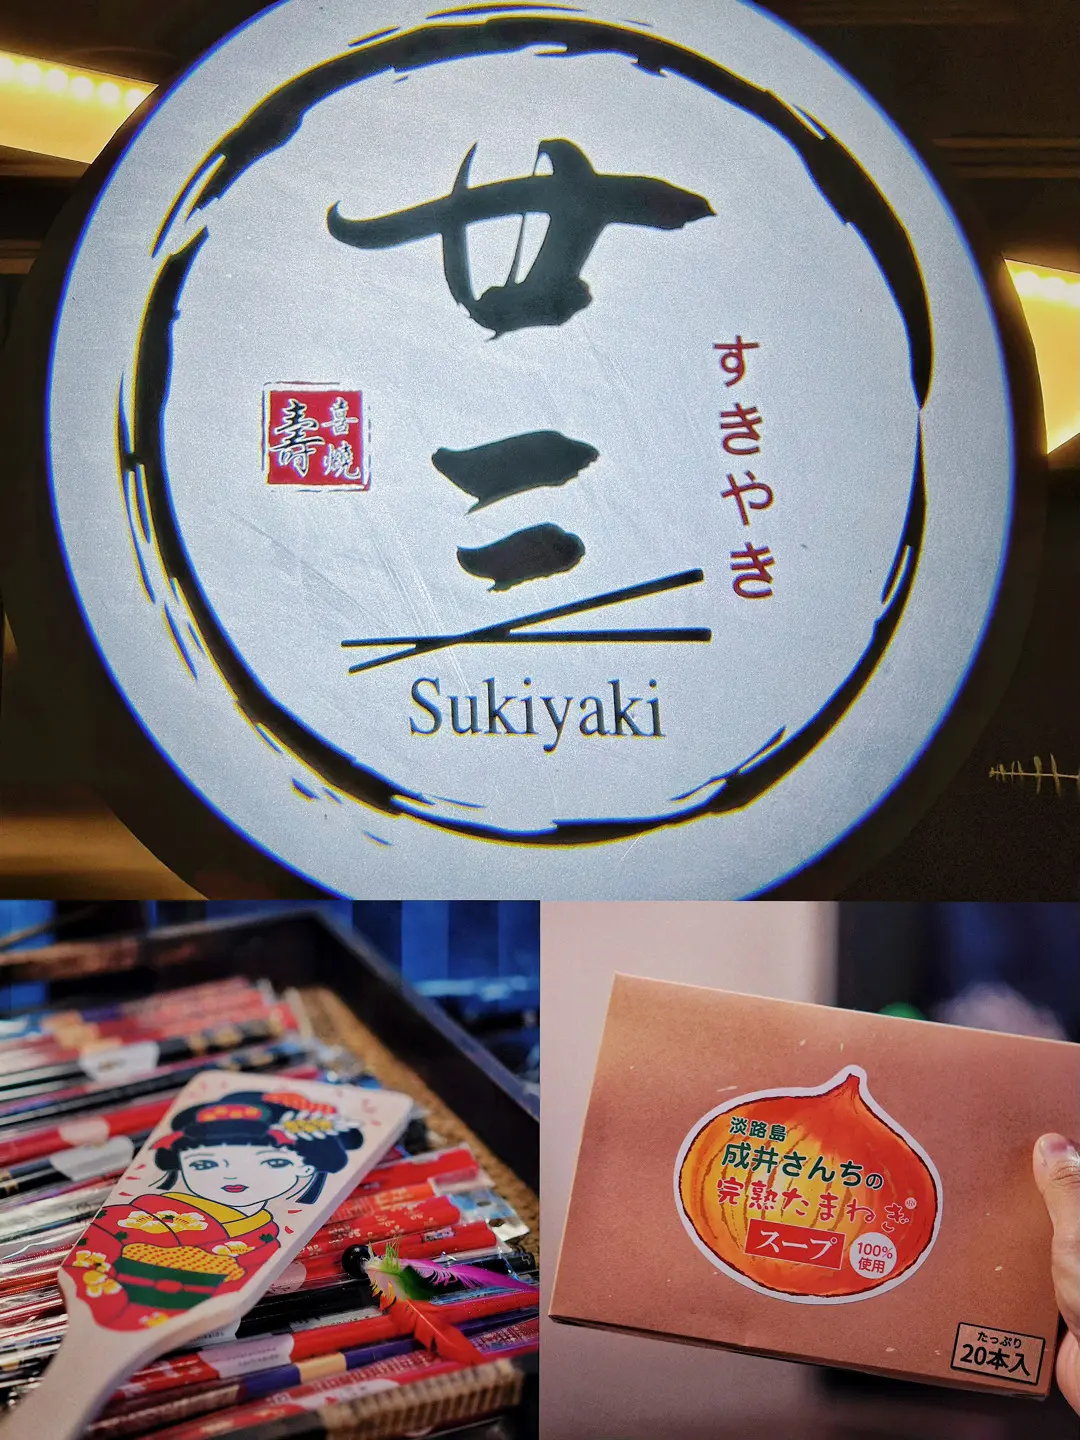 廿
二
すきやき
喜燒
壽
Sukiyaki
淡路島
成井さんちの
完熟たまねぎ
スープ
100%
使用
たっぷり
20本入